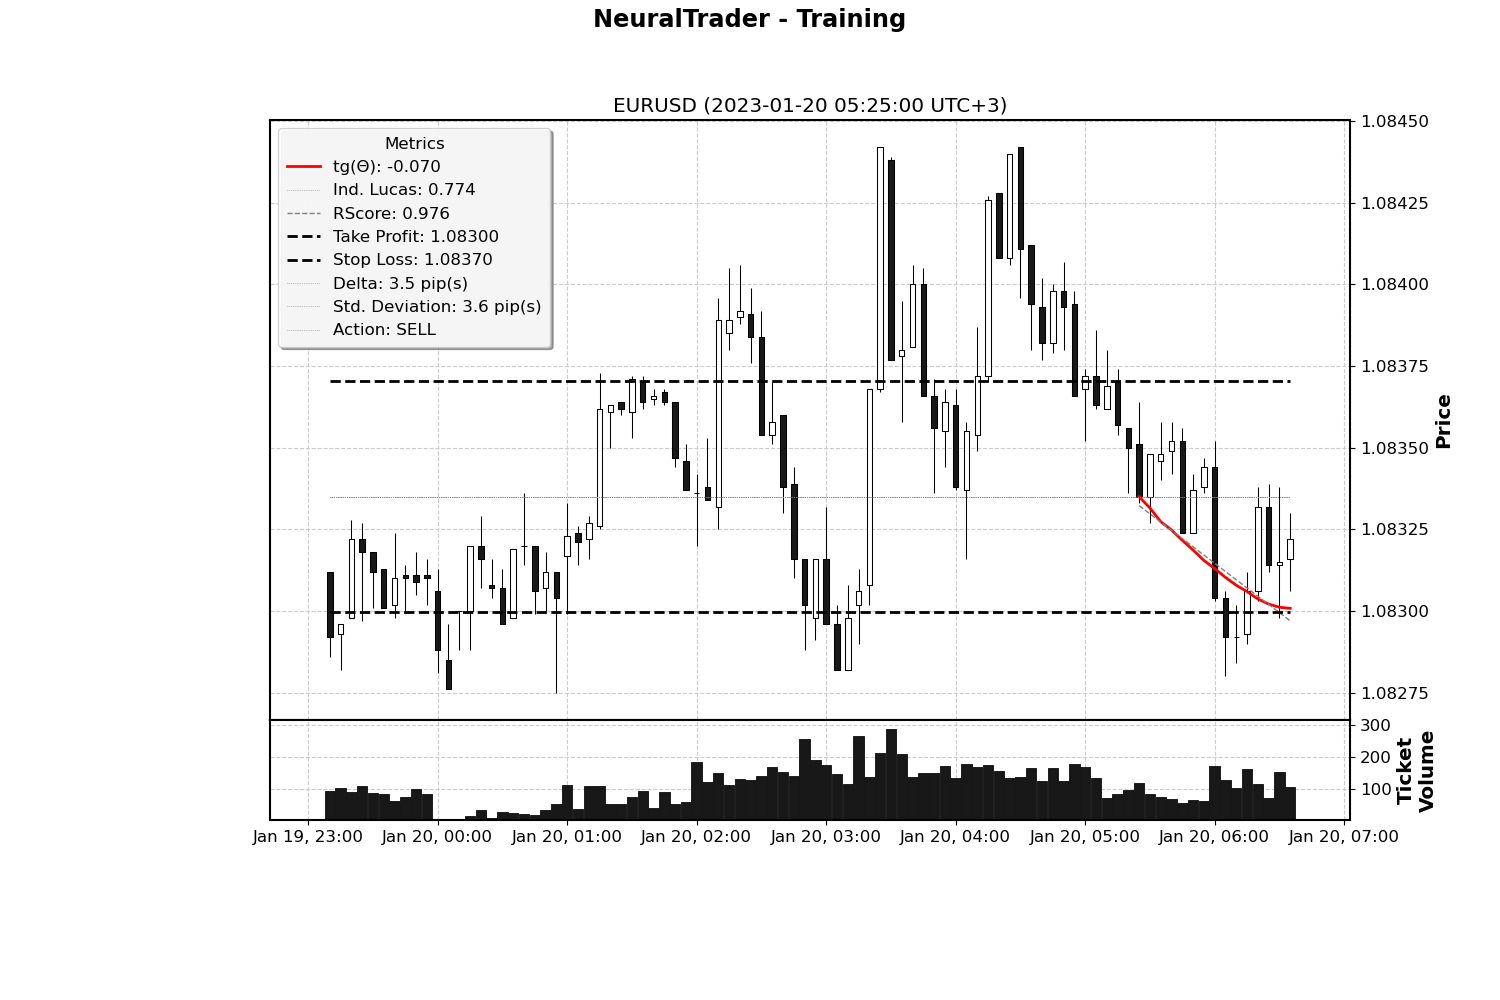 NeuralTrader - Training
EURUSD (2023-01-20 05:25:00 UTC+3)
Metrics
tg(Θ): -0.070
Ind. Lucas: 0.774
RScore: 0.976
Take Profit: 1.08300
Stop Loss: 1.08370
Delta: 3.5 pip(s)
Std. Deviation: 3.6 pip(s)
Action: SELL
1.08450
1.08425
1.08400
1.08375
1.08350
1.08325
1.08300
1.08275
Price
300
200
100
Ticket
Volume
Jan 19, 23:00
Jan 20, 00:00
Jan 20, 01:00
Jan 20, 02:00
Jan 20, 03:00
Jan 20, 04:00
Jan 20, 05:00
Jan 20, 06:00
Jan 20, 07:00